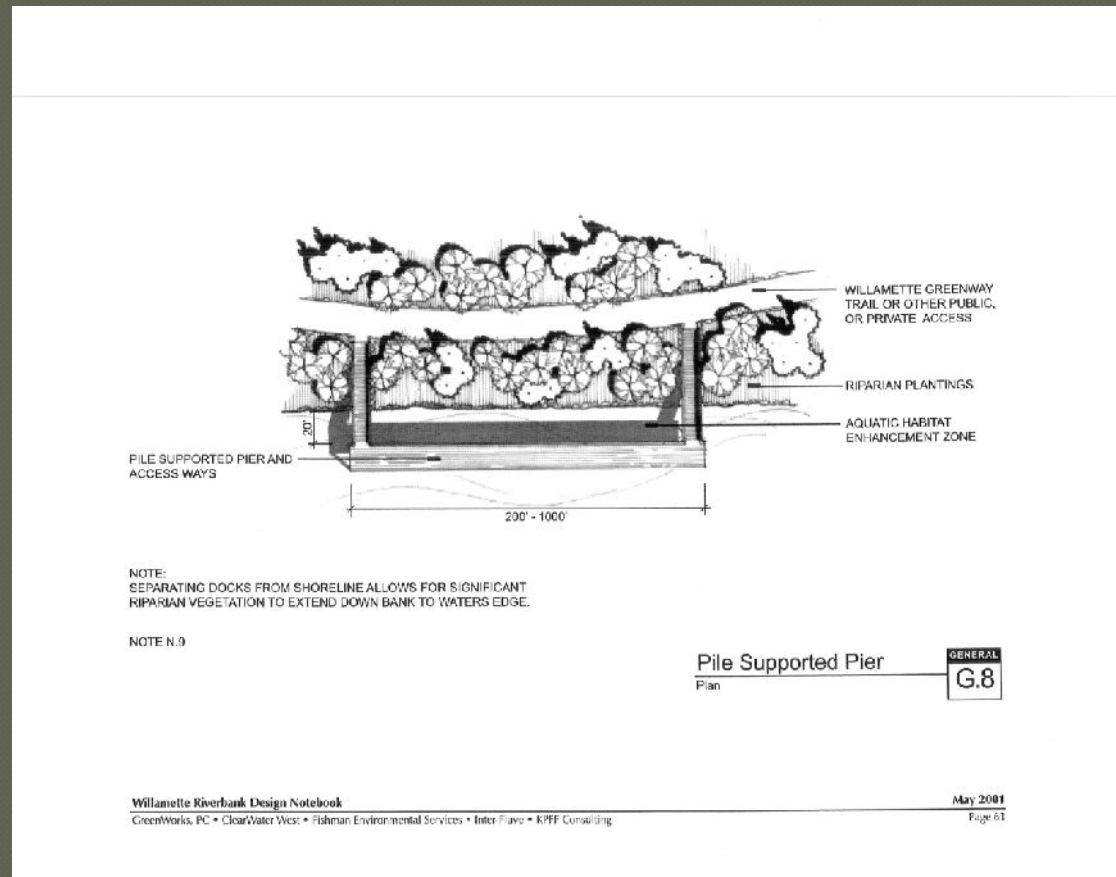 WILLAMETTE GREENWAY
TRAIL OR OTHER PUBLIC,
OR PRIVATE ACCESS
RIPARIAN PLANTINGS
AQUATIC HABITAT
ENHANCEMENT ZONE
20'
PILE SUPPORTED PIER AND
ACCESS WAYS
200' - 1000'
NOTE:
SEPARATING DOCKS FROM SHORELINE ALLOWS FOR SIGNIFICANT
RIPARIAN VEGETATION TO EXTEND DOWN BANK TO WATERS EDGE.
NOTE N.9
Pile Supported Pier
Plan
GENERAL
G.8
Willamette Riverbank Design Notebook
May 2001
GreenWorks, PC • ClearWater West • Fishman Environmental Services • Inter-Fluve • KPFF Consulting
Page 61